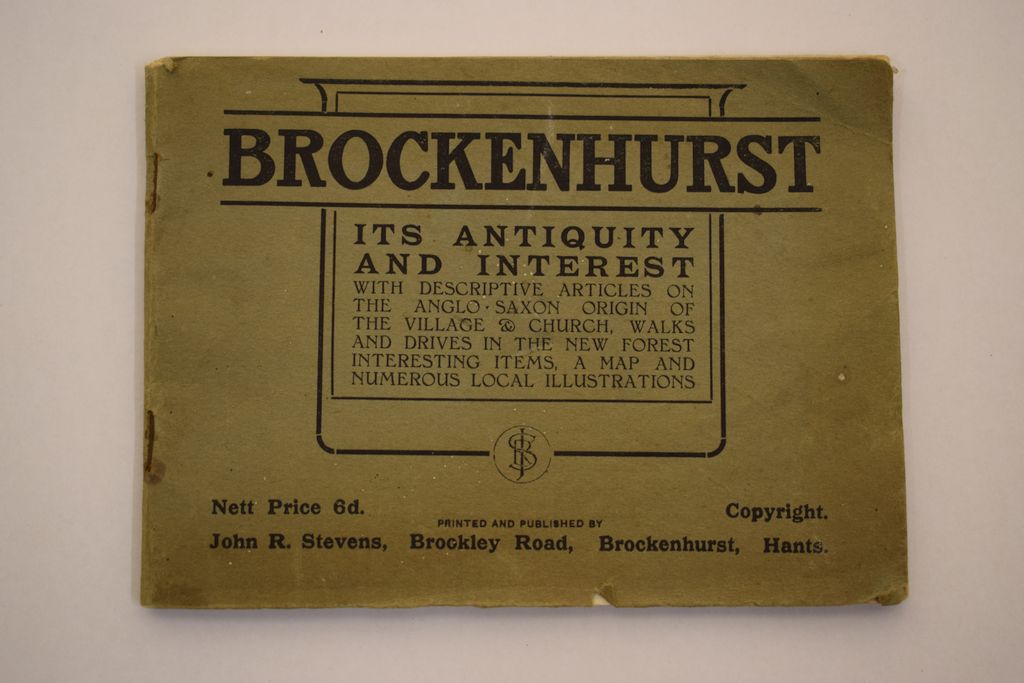 BROCKENHURST
ITS ANTIQUITY
AND INTEREST
WITH DESCRIPTIVE ARTICLES ON
THE ANGLO-SAXON ORIGIN OF
THE VILLAGE & CHURCH, WALKS
AND DRIVES IN THE NEW FOREST
INTERESTING ITEMS, A MAP AND
NUMEROUS LOCAL ILLUSTRATIONS
JRS
Nett Price 6d.
Copyright.
PRINTED AND PUBLISHED BY
John R. Stevens, Brockley Road, Brockenhurst, Hants.